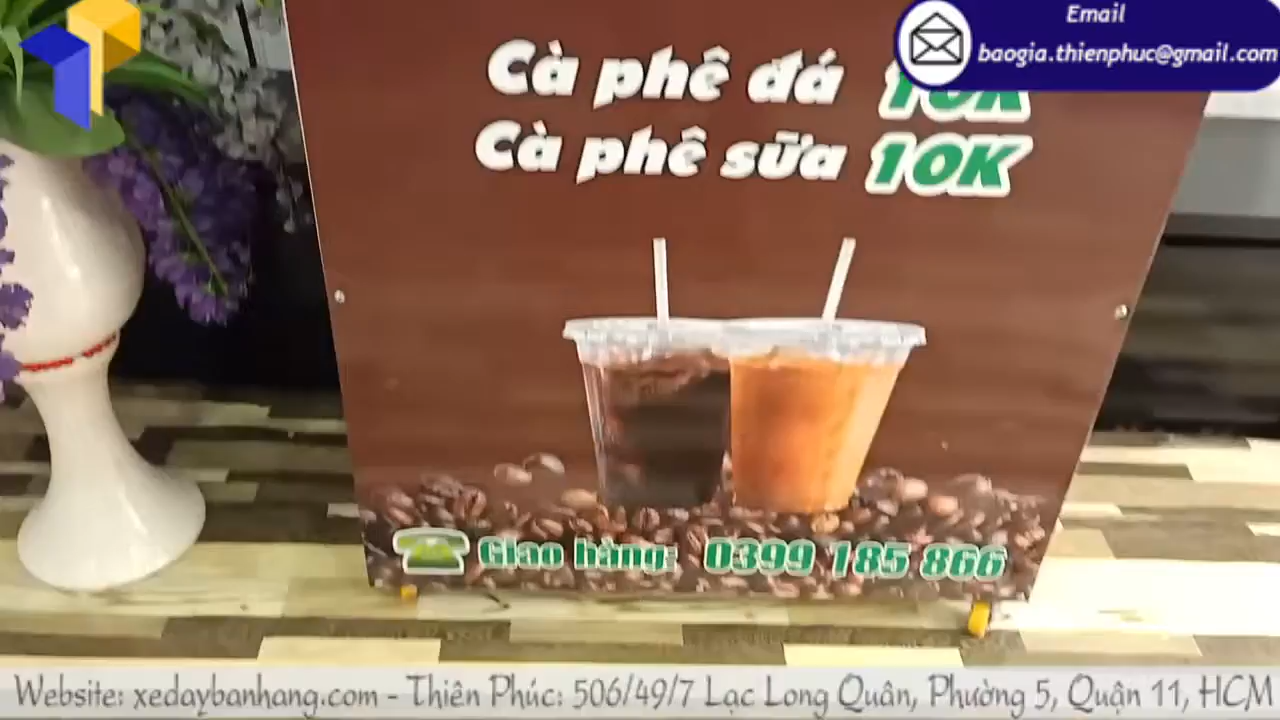 Email
baogia.thienphuc@gmail.com
Cà phê đá
Cà phê sữa 10K
Giao hàng: 0399 185 866
Website: xedaybanhang.com - Thiên Phúc: 506/49/7 Lạc Long Quân, Phường 5, Quận 11, HCM